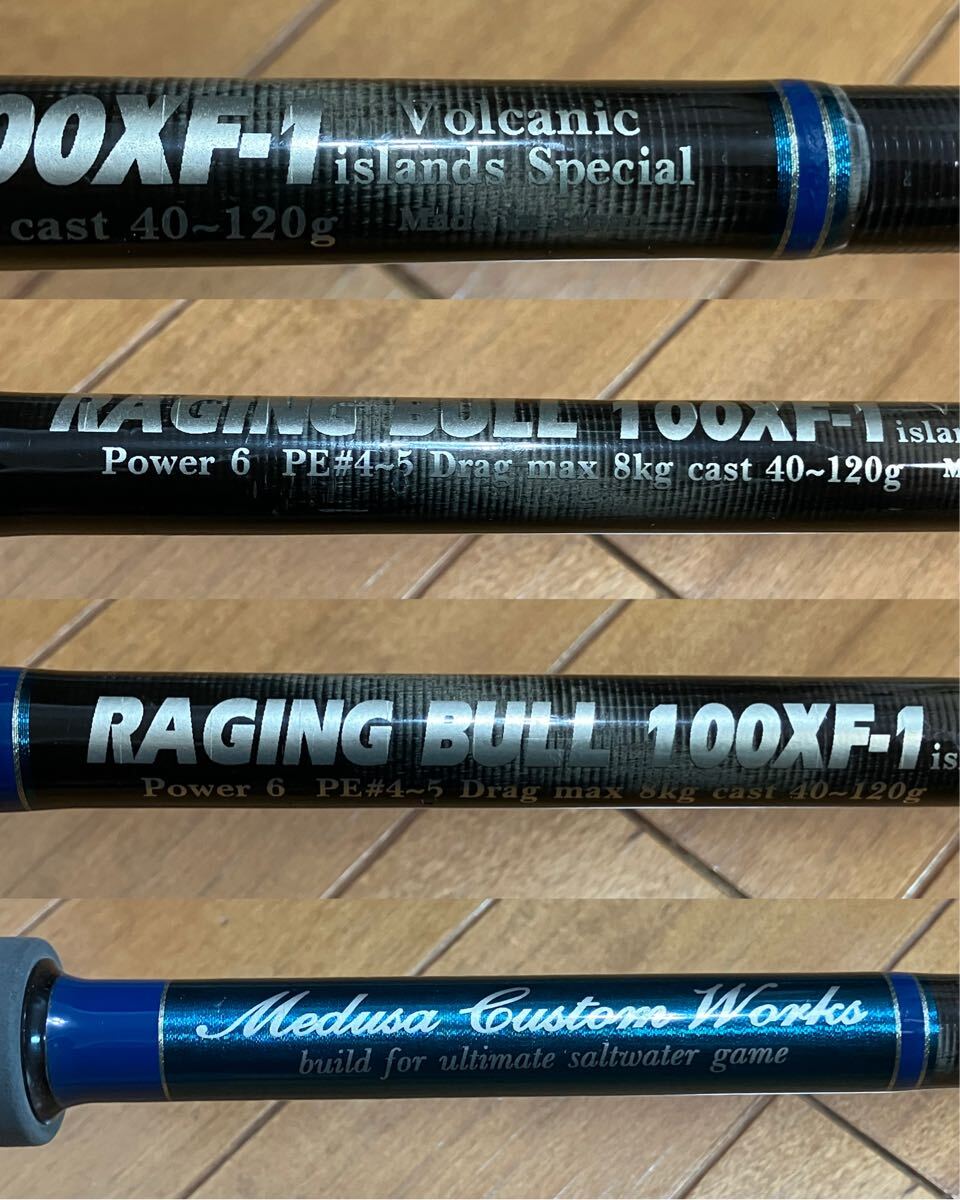 00XF-1 Volcanic
islands Special
cast 40~120g Made in
RAGING BULL 100XF-1
Power 6 PE#4~5 Drag max 8kg cast 40~120g M
RAGING BULL 100XF-1
Power 6 PE#4~5 Drag max 8kg cast 40~120g
Medusa Custom Works
build for ultimate saltwater game